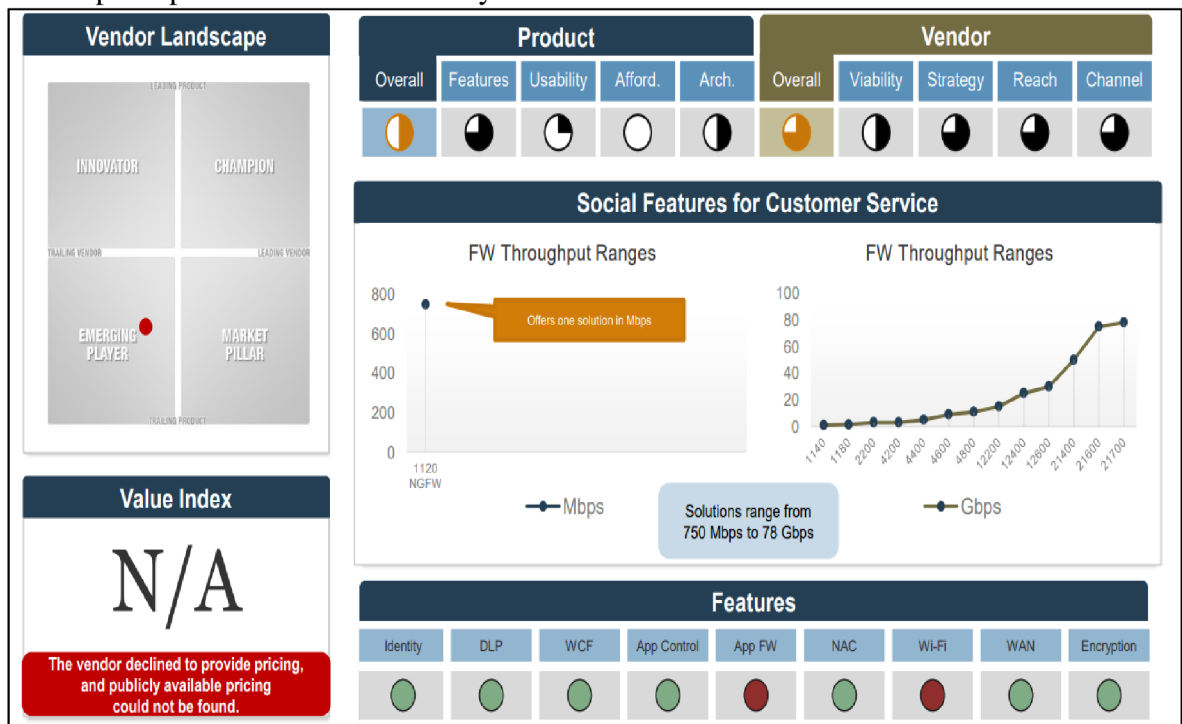 Vendor Landscape
LEADING PRODUCT
INNOVATOR
CHAMPION
TRAILING VENDOR
LEADING VENDOR
EMERGING
PLAYER
MARKET
PILLAR
TRAILING PRODUCT
Value Index
N/A
The vendor declined to provide pricing,
and publicly available pricing
could not be found.
Product
Overall
Features
Usability
Afford.
Arch.
Vendor
Overall
Viability
Strategy
Reach
Channel
Social Features for Customer Service
FW Throughput Ranges
800
600
400
200
0
Offers one solution in Mbps
1120
NGFW
Mbps
Solutions range from
750 Mbps to 78 Gbps
FW Throughput Ranges
100
80
60
40
20
0
1140
1180
2200
4200
4400
4600
4800
12200
12400
12600
21400
21600
21700
Gbps
Features
Identity
DLP
WCF
App Control
App FW
NAC
Wi-Fi
WAN
Encryption